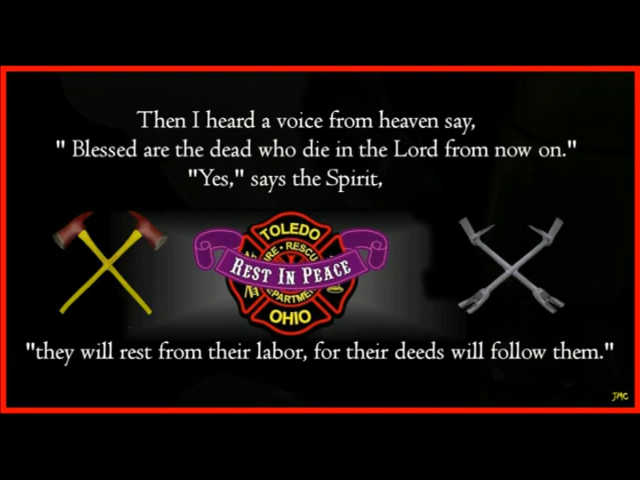 Then I heard a voice from heaven say,
" Blessed are the dead who die in the Lord from now on."
"Yes," says the Spirit,
TOLEDO
RESCU
REST IN PEACE
OHIO
"they will rest from their labor, for their deeds will follow them."
JMC